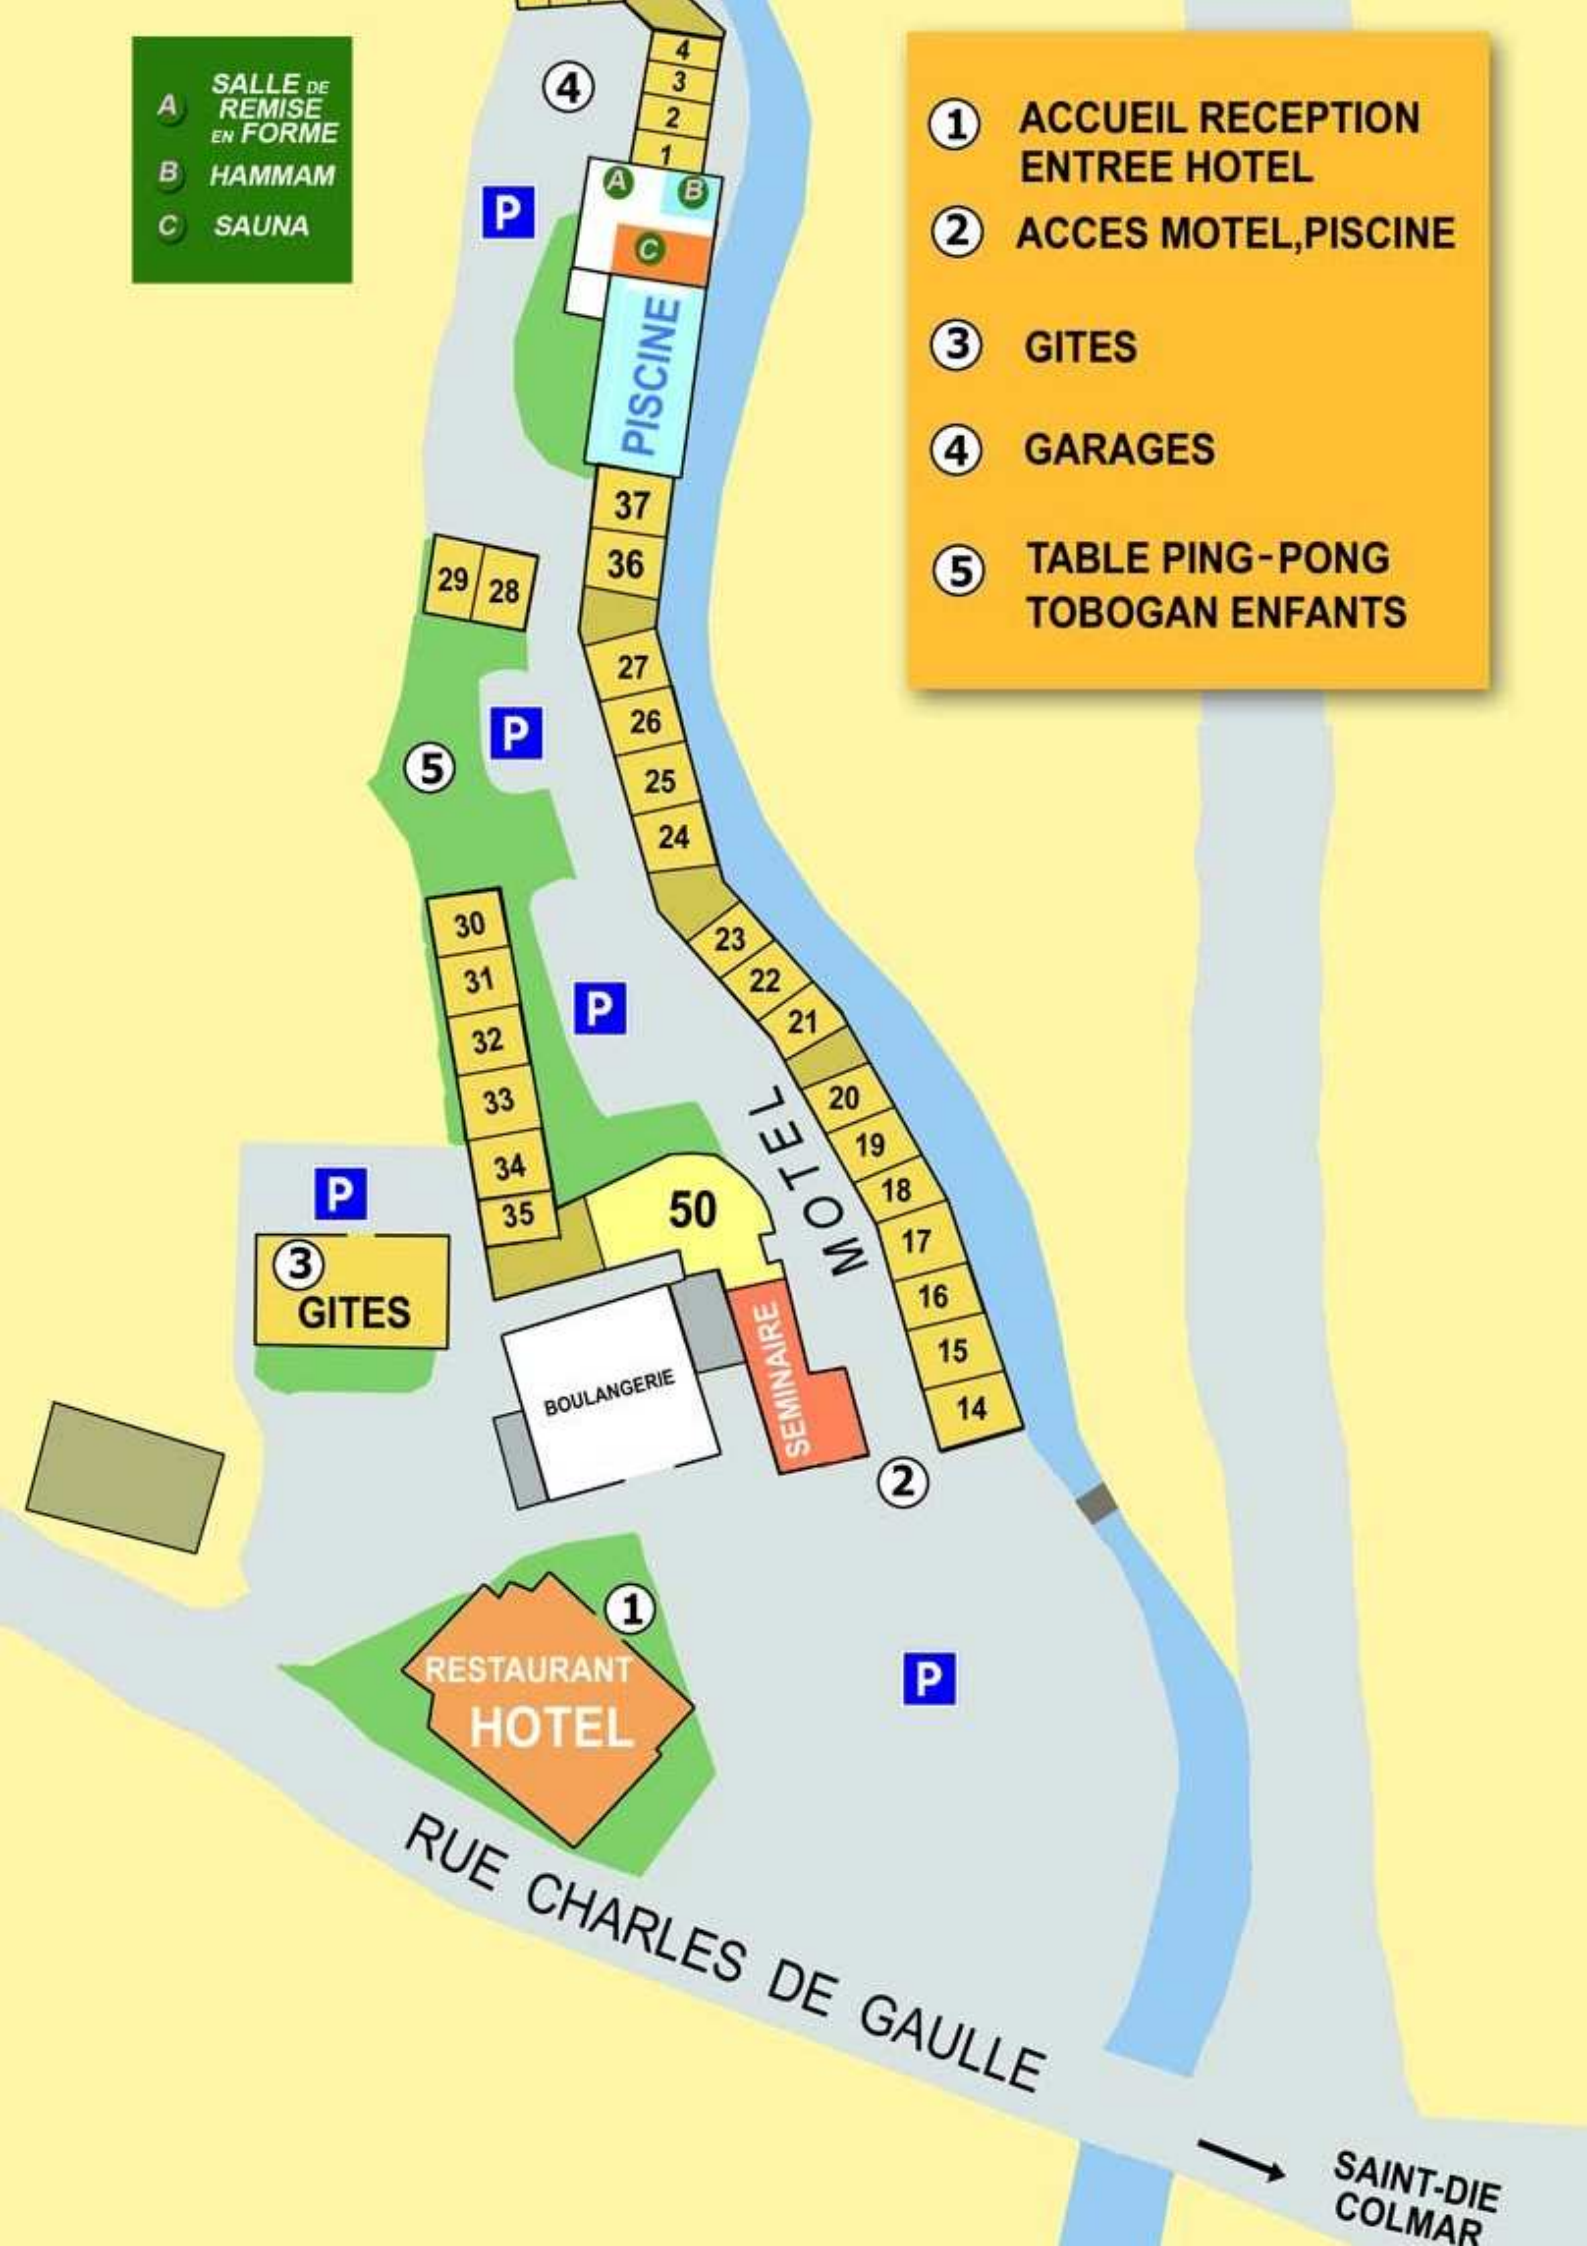 A SALLE DE
REMISE
EN FORME
B HAMMAM
C SAUNA
1 ACCUEIL RECEPTION
ENTREE HOTEL
2 ACCES MOTEL,PISCINE
3 GITES
4 GARAGES
5 TABLE PING-PONG
TOBOGAN ENFANTS
4
4
3
2
1
A
B
P
C
PISCINE
37
36
29
28
27
26
P
5
25
24
30
23
22
31
P
21
32
33
20
19
MOTEL
34
18
P
35
50
17
3
GITES
16
15
SEMINAIRE
BOULANGERIE
14
2
1
RESTAURANT
HOTEL
P
RUE CHARLES DE GAULLE
SAINT-DIE
COLMAR